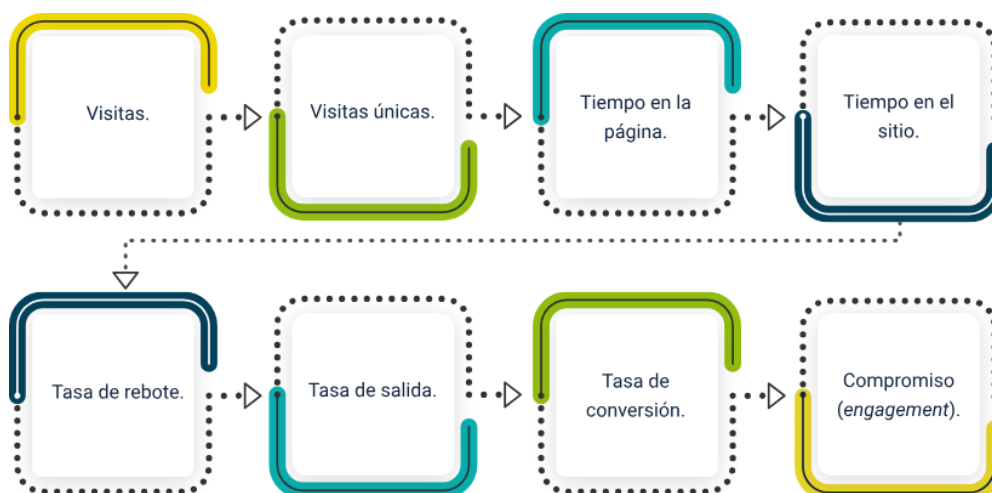 Visitas.
Visitas únicas.
Tiempo en la
página.
Tiempo en el
sitio.
Tasa de rebote.
Tasa de salida.
Tasa de
conversión.
Compromiso
(engagement).